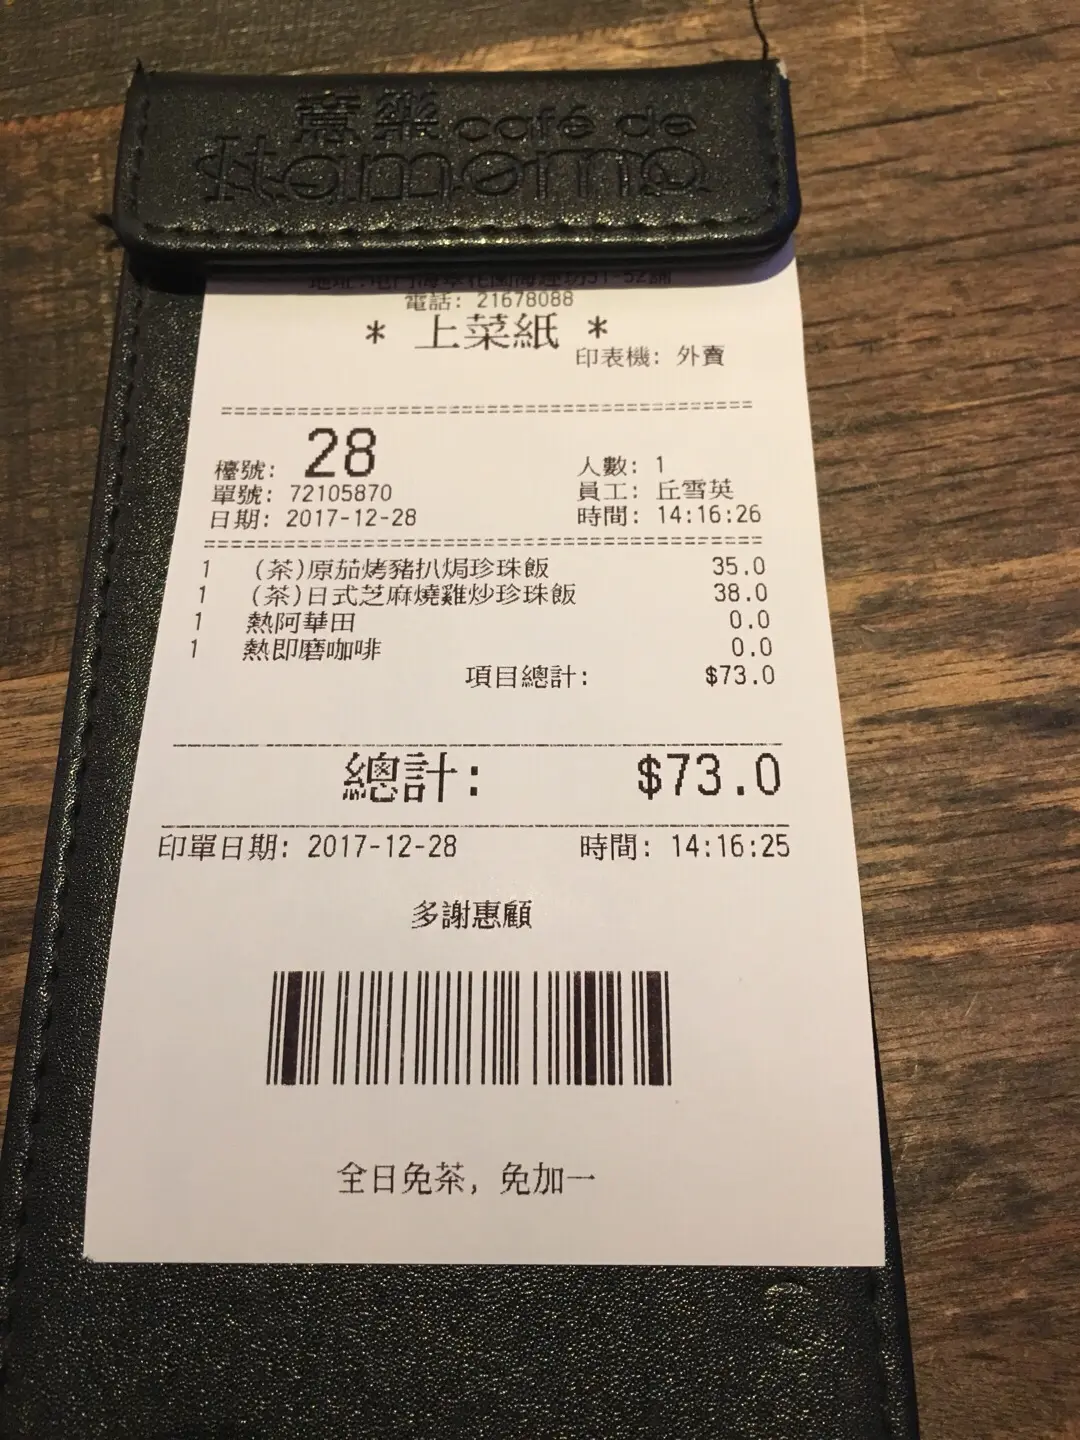 意樂 café de
電話: 21678088
* 上菜紙 *
印表機: 外賣
檯號: 28 人數: 1
單號: 72105870 員工: 丘雪英
日期: 2017-12-28 時間: 14:16:26
1 (茶)原茄烤豬扒焗珍珠飯 35.0
1 (茶)日式芝麻燒雞炒珍珠飯 38.0
1 熱阿華田 0.0
1 熱即磨咖啡 0.0
項目總計: $73.0
總計: $73.0
印單日期: 2017-12-28 時間: 14:16:25
多謝惠顧
全日免茶, 免加一